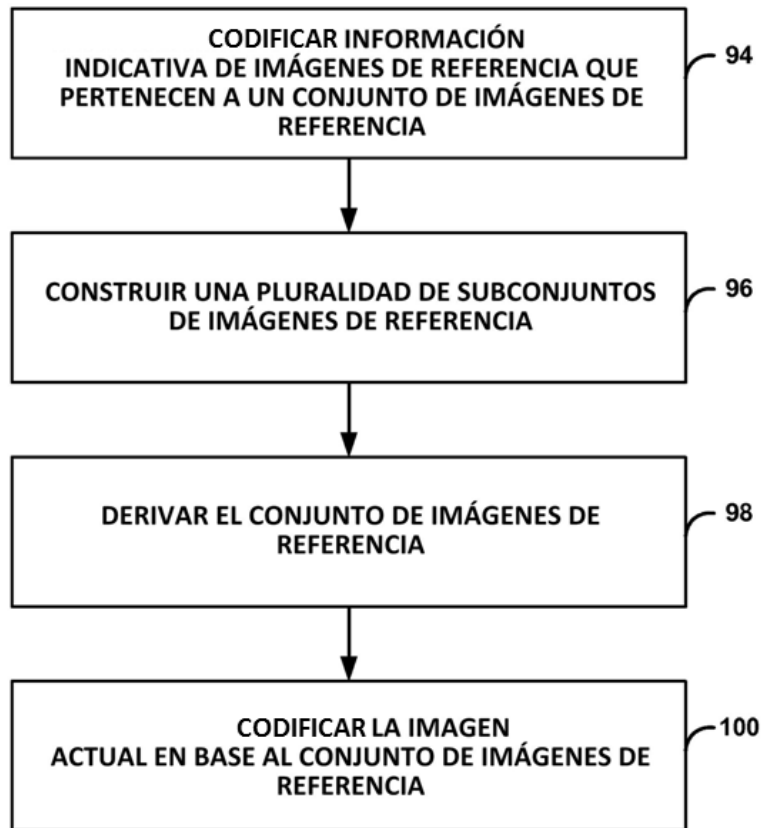 CODIFICAR INFORMACIÓN
INDICATIVA DE IMÁGENES DE REFERENCIA QUE
PERTENECEN A UN CONJUNTO DE IMÁGENES DE
REFERENCIA
94
CONSTRUIR UNA PLURALIDAD DE SUBCONJUNTOS
DE IMÁGENES DE REFERENCIA
96
DERIVAR EL CONJUNTO DE IMÁGENES DE
REFERENCIA
98
CODIFICAR LA IMAGEN
ACTUAL EN BASE AL CONJUNTO DE IMÁGENES DE
REFERENCIA
100